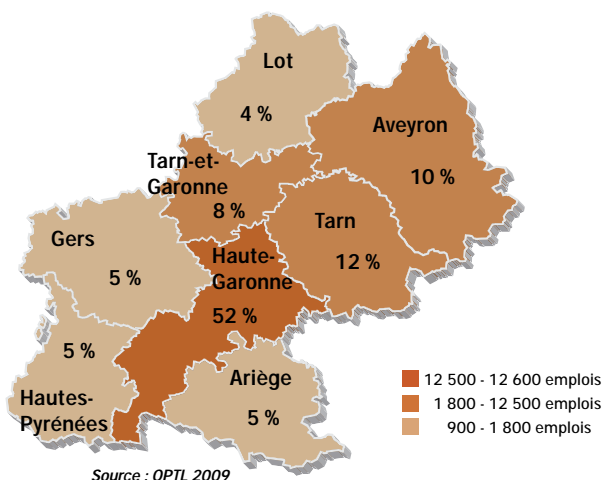 Lot
4 %
Aveyron
10 %
Tarn-et-
Garonne
8 %
Tarn
12 %
Gers
5 %
Haute-
Garonne
52 %
5 %
Hautes-
Pyrénées
Ariège
5 %
12 500 - 12 600 emplois
1 800 - 12 500 emplois
900 - 1 800 emplois
Source : OPTL 2009